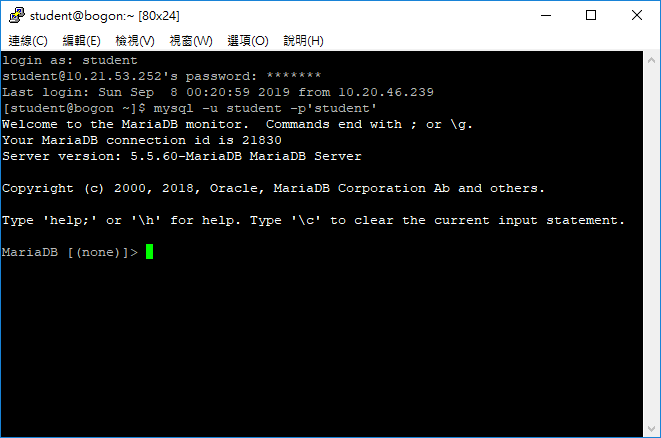 student@bogon:~ [80x24]
連線(C) 編輯(E) 檢視(V) 視窗(W) 選項(O) 說明(H)
login as: student
student@10.21.53.252's password: *******
Last login: Sun Sep  8 00:20:59 2019 from 10.20.46.239
[student@bogon ~]$ mysql -u student -p'student'
Welcome to the MariaDB monitor.  Commands end with ; or \g.
Your MariaDB connection id is 21830
Server version: 5.5.60-MariaDB MariaDB Server
Copyright (c) 2000, 2018, Oracle, MariaDB Corporation Ab and others.
Type 'help;' or '\h' for help. Type '\c' to clear the current input statement.
MariaDB [(none)]>